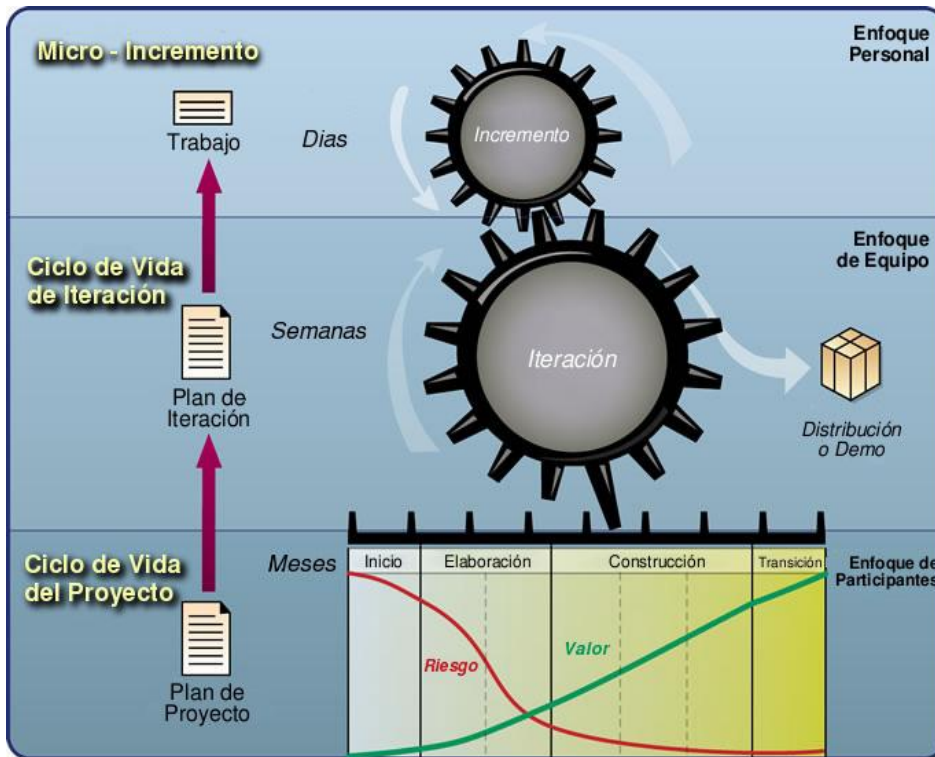 Micro - Incremento
Enfoque
Personal
Trabajo
Dias
Incremento
Ciclo de Vida
de Iteración
Enfoque
de Equipo
Semanas
Iteración
Plan de
Iteración
Distribución
o Demo
Ciclo de Vida
del Proyecto
Meses
Inicio
Elaboración
Construcción
Transición
Enfoque de
Participantes
Riesgo
Valor
Plan de
Proyecto